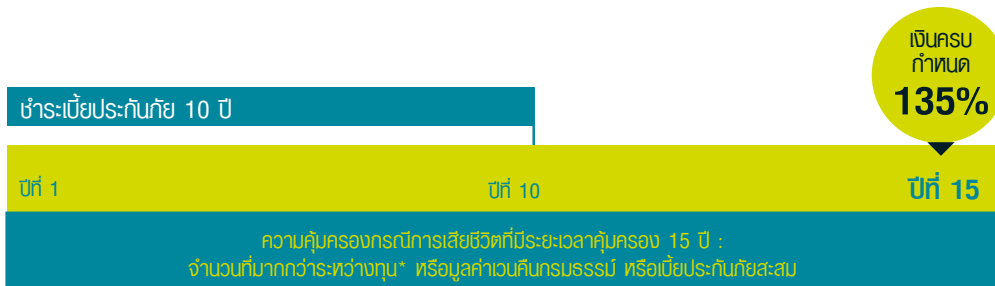 เงินครบ
กำหนด
135%
ชำระเบี้ยประกันภัย 10 ปี
ปีที่ 1
ปีที่ 10
ปีที่ 15
ความคุ้มครองกรณีการเสียชีวิตที่มีระยะเวลาคุ้มครอง 15 ปี :
จำนวนที่มากกว่าระหว่างทุน* หรือมูลค่าเวนคืนกรมธรรม์ หรือเบี้ยประกันภัยสะสม